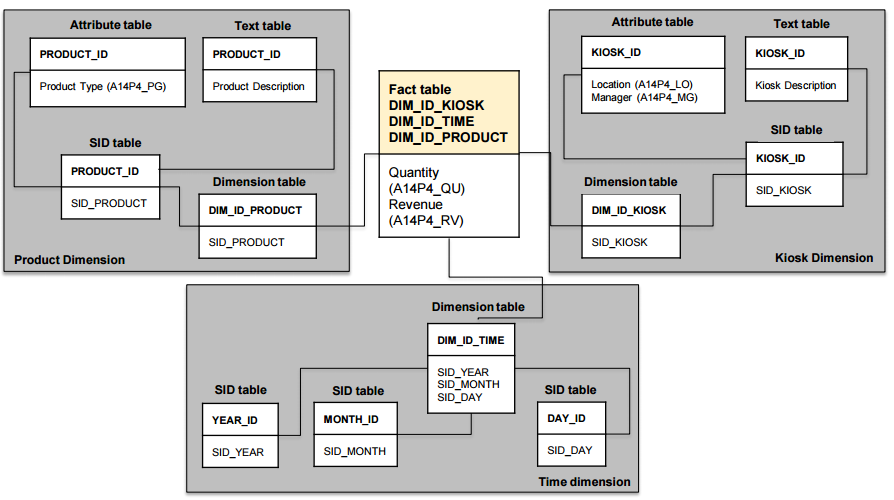 Attribute table
PRODUCT_ID
Product Type (A14P4_PG)
Text table
PRODUCT_ID
Product Description
SID table
PRODUCT_ID
SID_PRODUCT
Dimension table
DIM_ID_PRODUCT
SID_PRODUCT
Product Dimension
Fact table
DIM_ID_KIOSK
DIM_ID_TIME
DIM_ID_PRODUCT
Quantity
(A14P4_QU)
Revenue
(A14P4_RV)
Attribute table
KIOSK_ID
Location (A14P4_LO)
Manager (A14P4_MG)
Text table
KIOSK_ID
Kiosk Description
SID table
KIOSK_ID
SID_KIOSK
Dimension table
DIM_ID_KIOSK
SID_KIOSK
Kiosk Dimension
Dimension table
DIM_ID_TIME
SID_YEAR
SID_MONTH
SID_DAY
SID table
YEAR_ID
SID_YEAR
SID table
MONTH_ID
SID_MONTH
SID table
DAY_ID
SID_DAY
Time dimension